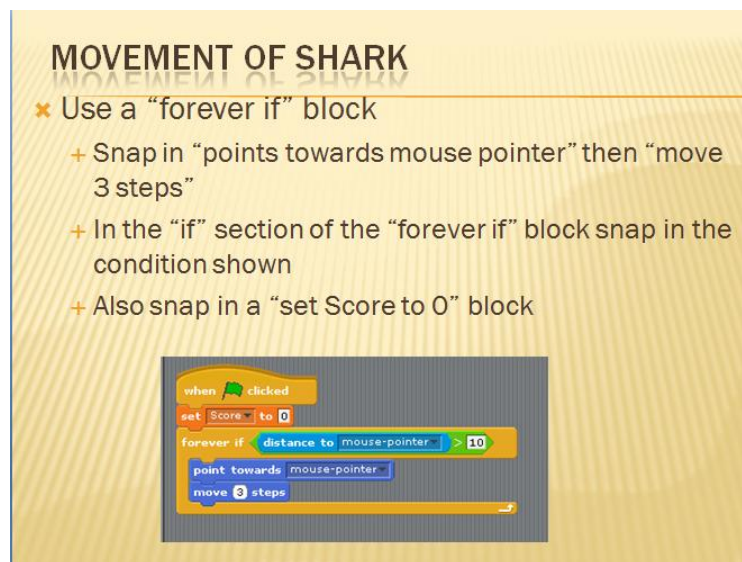 MOVEMENT OF SHARK
Use a “forever if” block
Snap in “points towards mouse pointer” then “move
3 steps”
In the “if” section of the “forever if” block snap in the
condition shown
Also snap in a “set Score to 0” block
when clicked
set Score to 0
forever if distance to mouse-pointer > 10
point towards mouse-pointer
move 3 steps